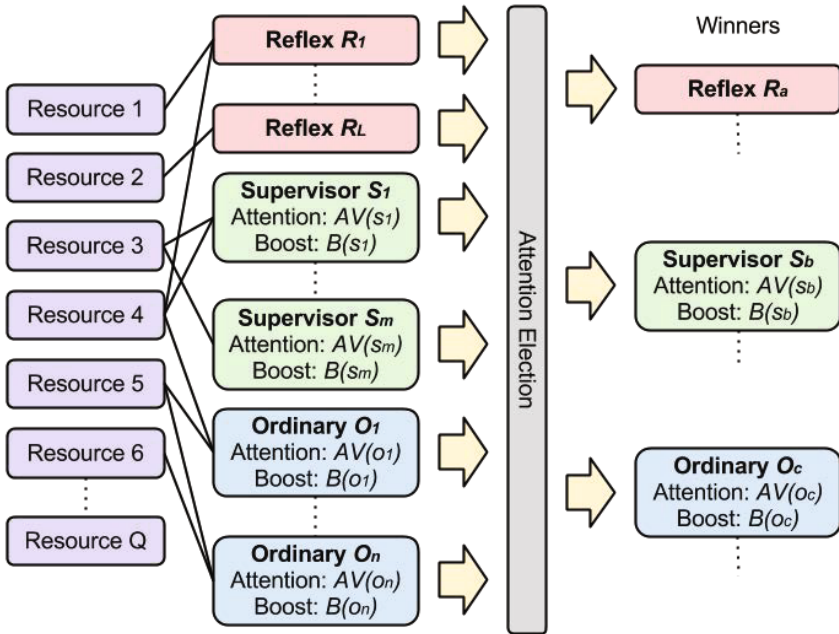 Resource 1
Resource 2
Resource 3
Resource 4
Resource 5
Resource 6
Resource Q
Reflex R1
Reflex RL
Supervisor S1
Attention: AV(s1)
Boost: B(s1)
Supervisor Sm
Attention: AV(sm)
Boost: B(sm)
Ordinary O1
Attention: AV(o1)
Boost: B(o1)
Ordinary On
Attention: AV(on)
Boost: B(on)
Attention Election
Winners
Reflex Ra
Supervisor Sb
Attention: AV(sb)
Boost: B(sb)
Ordinary Oc
Attention: AV(oc)
Boost: B(oc)